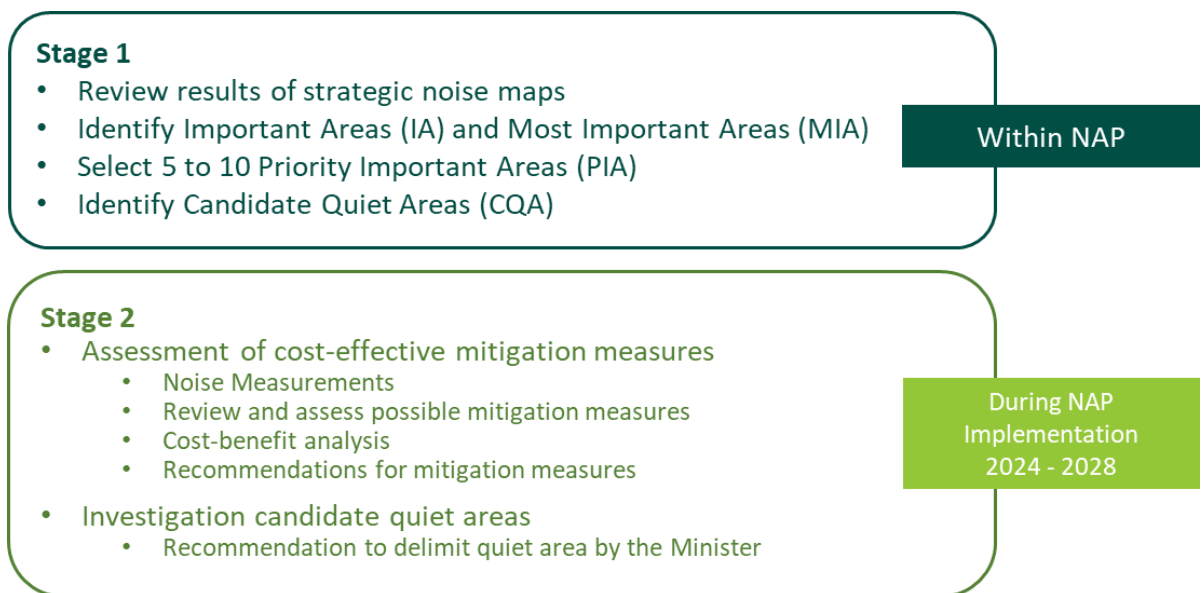 Stage 1
• Review results of strategic noise maps
• Identify Important Areas (IA) and Most Important Areas (MIA)
• Select 5 to 10 Priority Important Areas (PIA)
• Identify Candidate Quiet Areas (CQA)
Within NAP
Stage 2
• Assessment of cost-effective mitigation measures
• Noise Measurements
• Review and assess possible mitigation measures
• Cost-benefit analysis
• Recommendations for mitigation measures
• Investigation candidate quiet areas
• Recommendation to delimit quiet area by the Minister
During NAP
Implementation
2024 - 2028